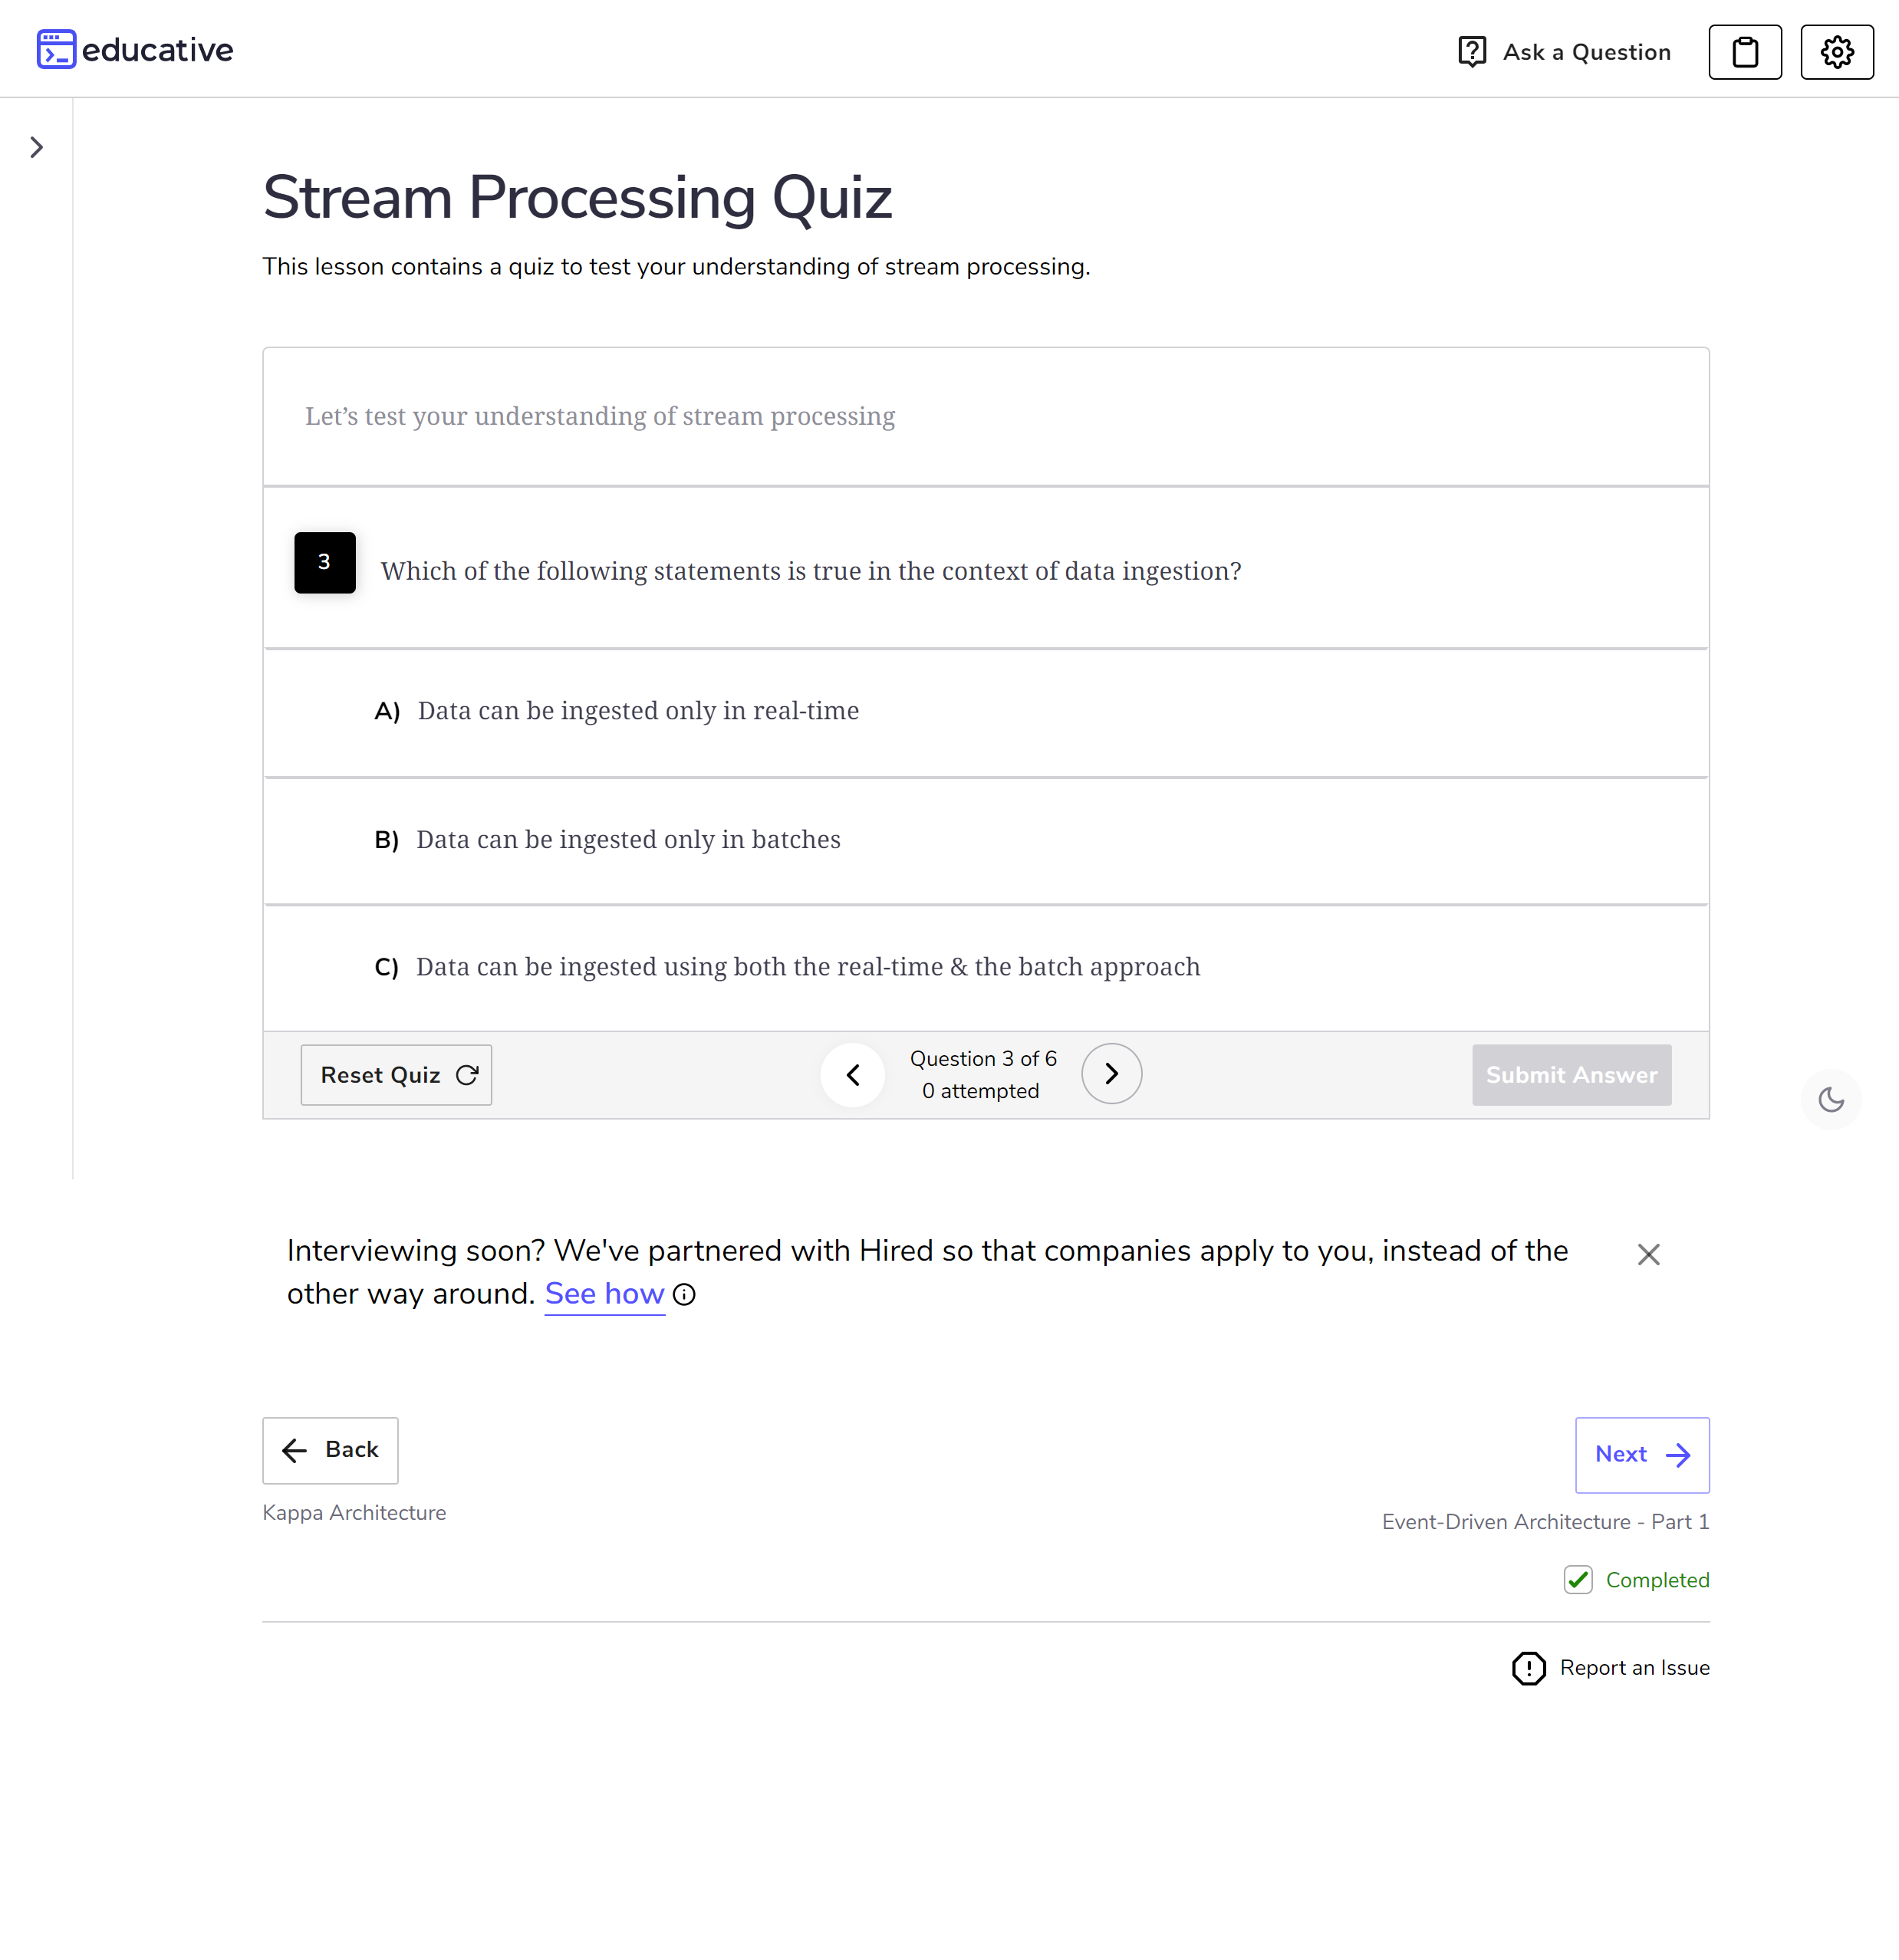 educative
Ask a Question
Stream Processing Quiz
This lesson contains a quiz to test your understanding of stream processing.
Let’s test your understanding of stream processing
3
Which of the following statements is true in the context of data ingestion?
A) Data can be ingested only in real-time
B) Data can be ingested only in batches
C) Data can be ingested using both the real-time & the batch approach
Reset Quiz
Question 3 of 6
0 attempted
Submit Answer
Interviewing soon? We've partnered with Hired so that companies apply to you, instead of the
other way around. See how
Back
Next
Kappa Architecture
Event-Driven Architecture - Part 1
Completed
Report an Issue